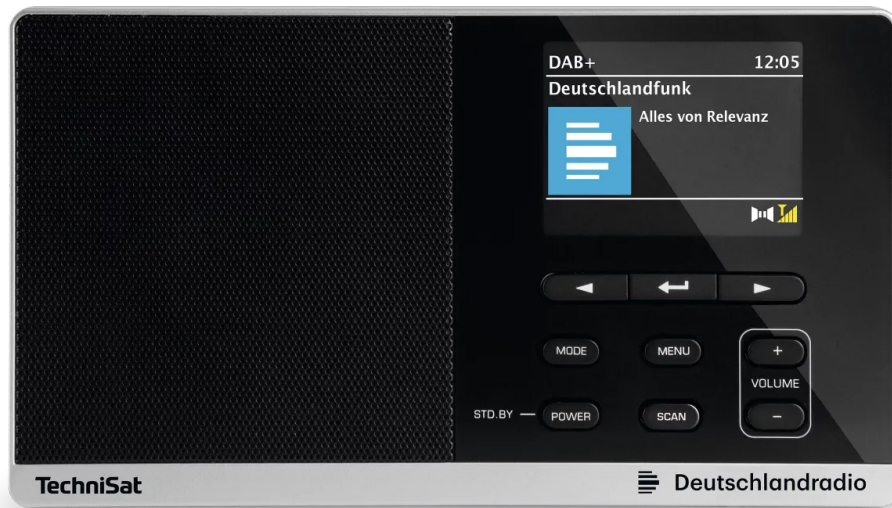 DAB+ 12:05
Deutschlandfunk
Alles von Relevanz
MODE MENU +
VOLUME
STD.BY POWER SCAN -
TechniSat Deutschlandradio